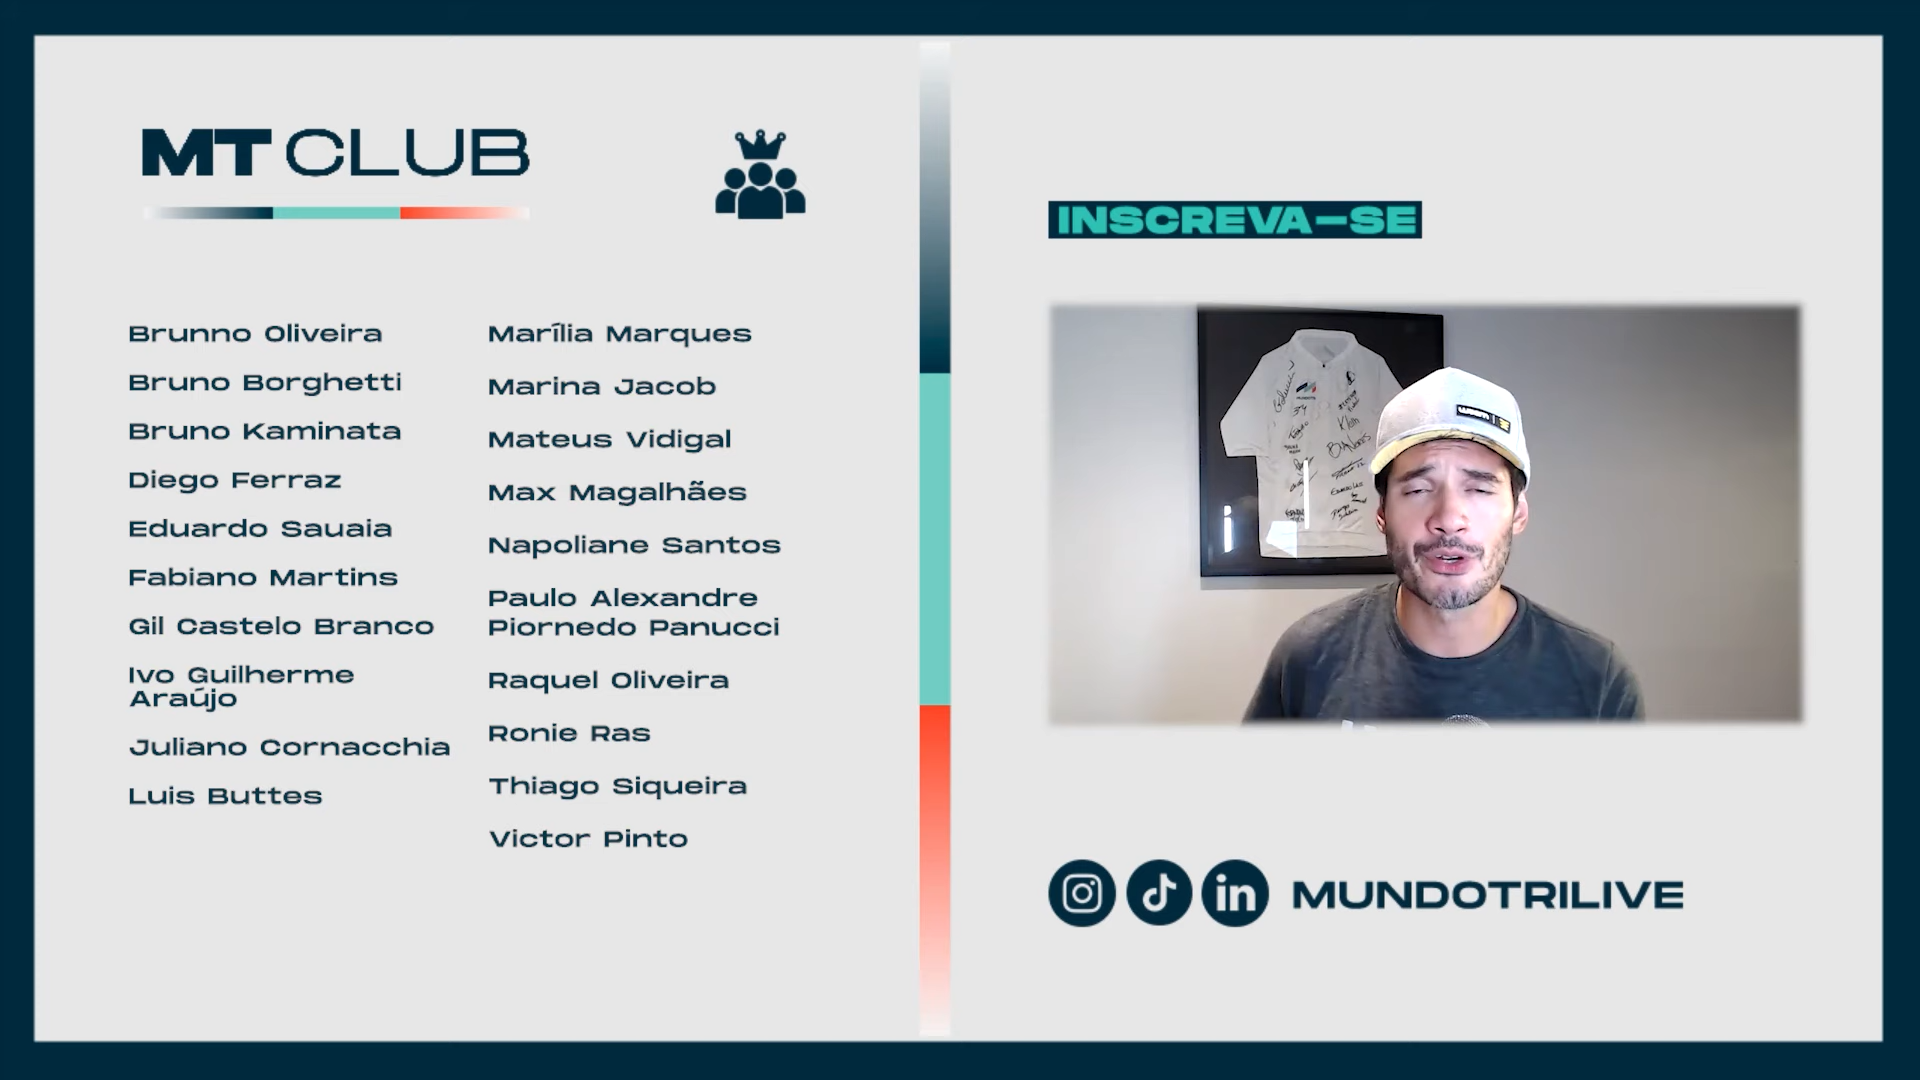 MT CLUB
Brunno Oliveira
Bruno Borghetti
Bruno Kaminata
Diego Ferraz
Eduardo Sauaia
Fabiano Martins
Gil Castelo Branco
Ivo Guilherme
Araújo
Juliano Cornacchia
Luis Buttes
Marília Marques
Marina Jacob
Mateus Vidigal
Max Magalhães
Napoliane Santos
Paulo Alexandre
Piornedo Panucci
Raquel Oliveira
Ronie Ras
Thiago Siqueira
Victor Pinto
INSCREVA-SE
in
MUNDOTRILIVE